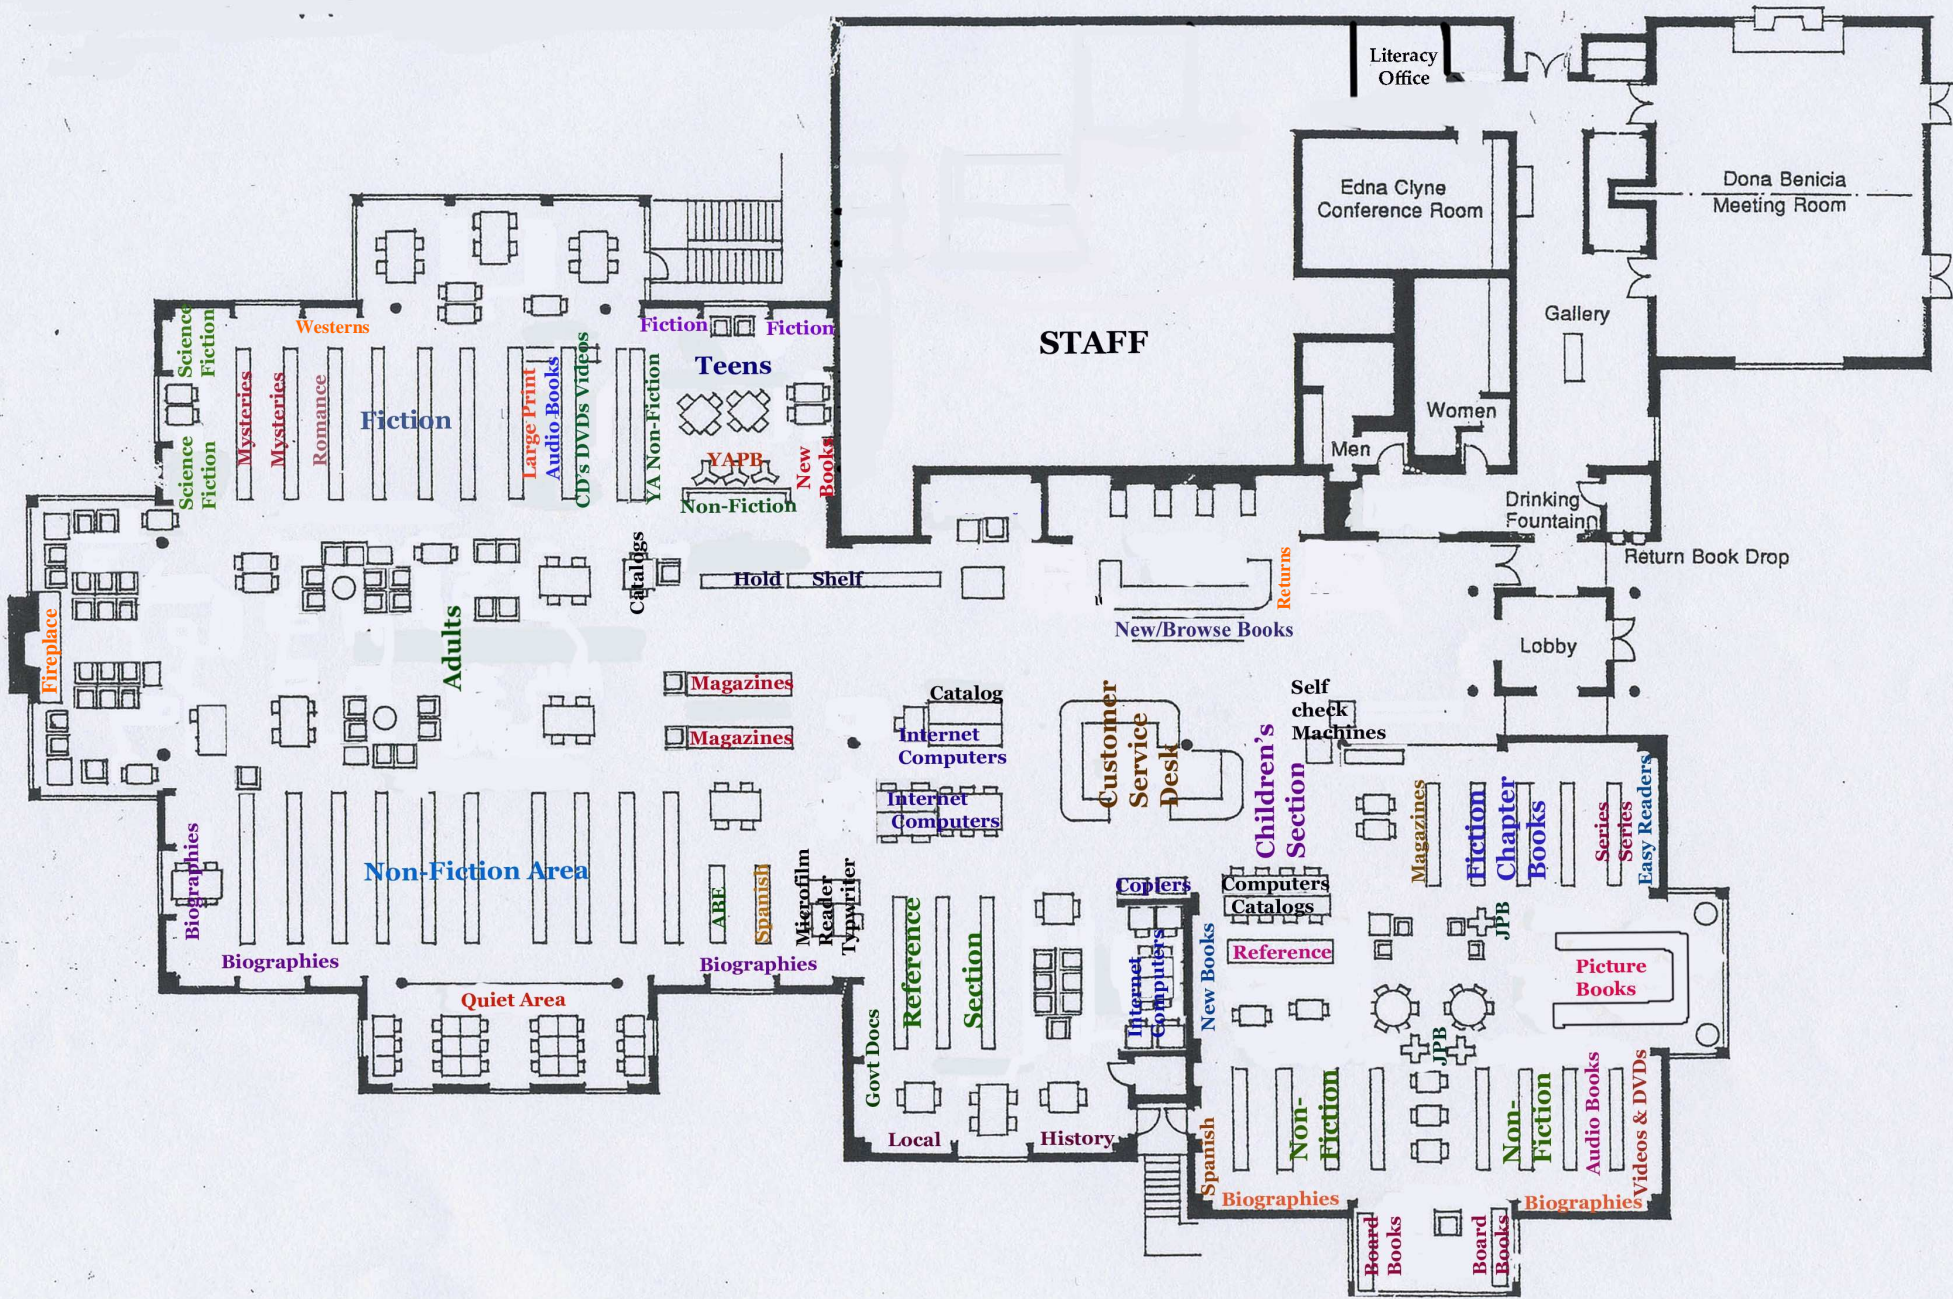 Literacy
Office
Edna Clyne
Conference Room
Dona Benicia
Meeting Room
Gallery
STAFF
Women
Men
Drinking
Fountain
Return Book Drop
Lobby
Science
Fiction
Westerns
Fiction
Fiction
Teens
Mysteries
Mysteries
Romance
Fiction
Large Print
Audio Books
CD's DVDs Videos
YA Non-Fiction
YAPB
New
Books
Non-Fiction
Science
Fiction
Catalogs
Hold Shelf
Returns
New/Browse Books
Fireplace
Adults
Magazines
Magazines
Catalog
Internet
Computers
Internet
Computers
Customer
Service
Desk
Self
check
Machines
Children's
Section
Magazines
Fiction
Chapter
Books
Series
Series
Easy Readers
Biographies
Non-Fiction Area
ABE
Spanish
Microfilm
Reader
Typwriter
Biographies
Biographies
Quiet Area
Reference
Section
Govt Docs
Local History
Copiers
Internet
Computers
New Books
Computers
Catalogs
Reference
JPB
Picture
Books
JPB
Spanish
Non-
Fiction
Non-
Fiction
Audio Books
Videos & DVDs
Biographies
Biographies
Board
Books
Board
Books